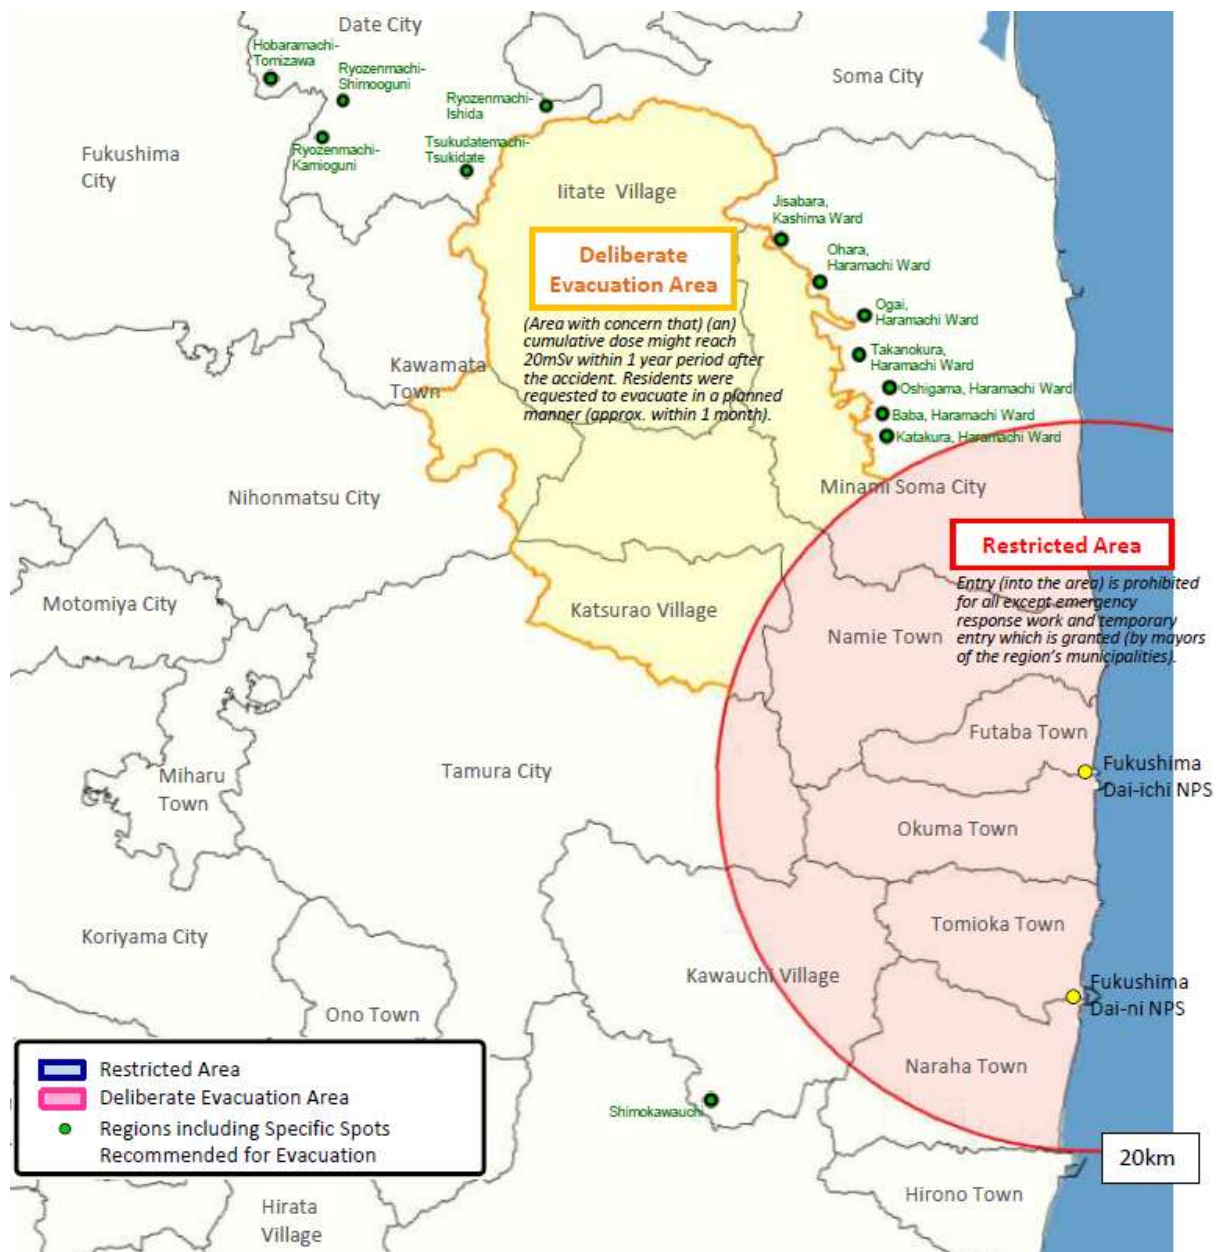 Date City
Hobaramachi-
Tomizawa
Ryozenmachi-
Shimooguni
Ryozenmachi-
Ishida
Soma City
Fukushima
City
Ryozenmachi-
Kamioguni
Tsukudatemachi-
Tsukidate
Iitate Village
Jisabara,
Kashima Ward
Deliberate
Evacuation Area
Ohara,
Haramachi Ward
(Area with concern that) (an)
cumulative dose might reach
20mSv within 1 year period after
the accident. Residents were
requested to evacuate in a planned
manner (approx. within 1 month).
Ogai,
Haramachi Ward
Takanokura,
Haramachi Ward
Kawamata
Town
Oshigama, Haramachi Ward
Baba, Haramachi Ward
Katakura, Haramachi Ward
Nihonmatsu City
Minami Soma City
Restricted Area
Entry (into the area) is prohibited
for all except emergency
response work and temporary
entry which is granted (by mayors
of the region's municipalities).
Motomiya City
Katsurao Village
Namie Town
Futaba Town
Miharu
Town
Tamura City
Fukushima
Dai-ichi NPS
Okuma Town
Koriyama City
Tomioka Town
Kawauchi Village
Fukushima
Dai-ni NPS
Ono Town
Naraha Town
Restricted Area
Deliberate Evacuation Area
Regions including Specific Spots
Recommended for Evacuation
Shimokawauchi
20km
Hirono Town
Hirata
Village